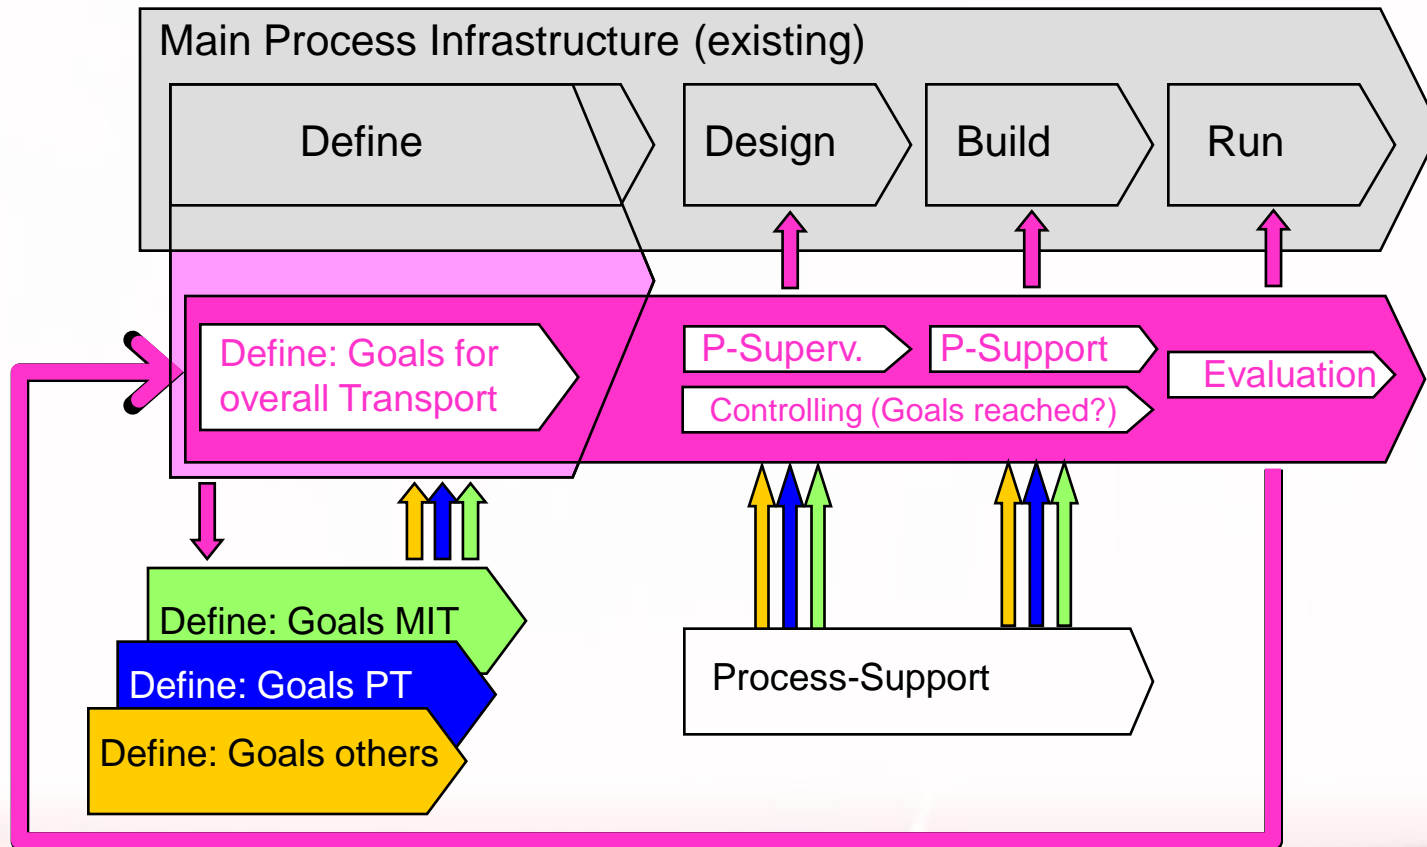 Main Process Infrastructure (existing)
Define
Design
Build
Run
Define: Goals for
overall Transport
P-Superv.
P-Support
Evaluation
Controlling (Goals reached?)
Define: Goals MIT
Define: Goals PT
Define: Goals others
Process-Support